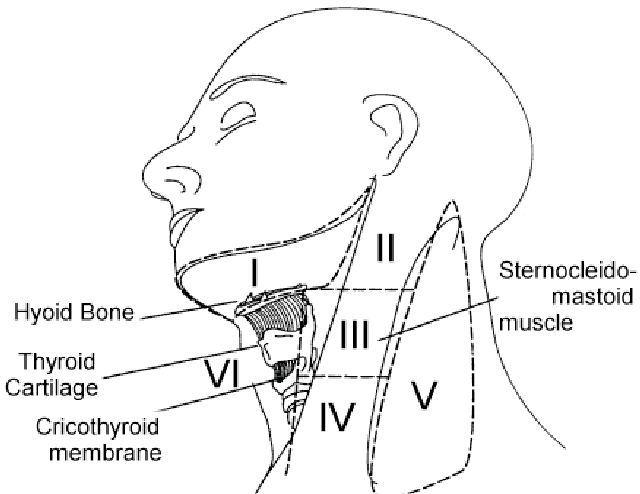 I
II
III
IV
V
VI
Hyoid Bone
Thyroid
Cartilage
Cricothyroid
membrane
Sternocleido-
mastoid
muscle